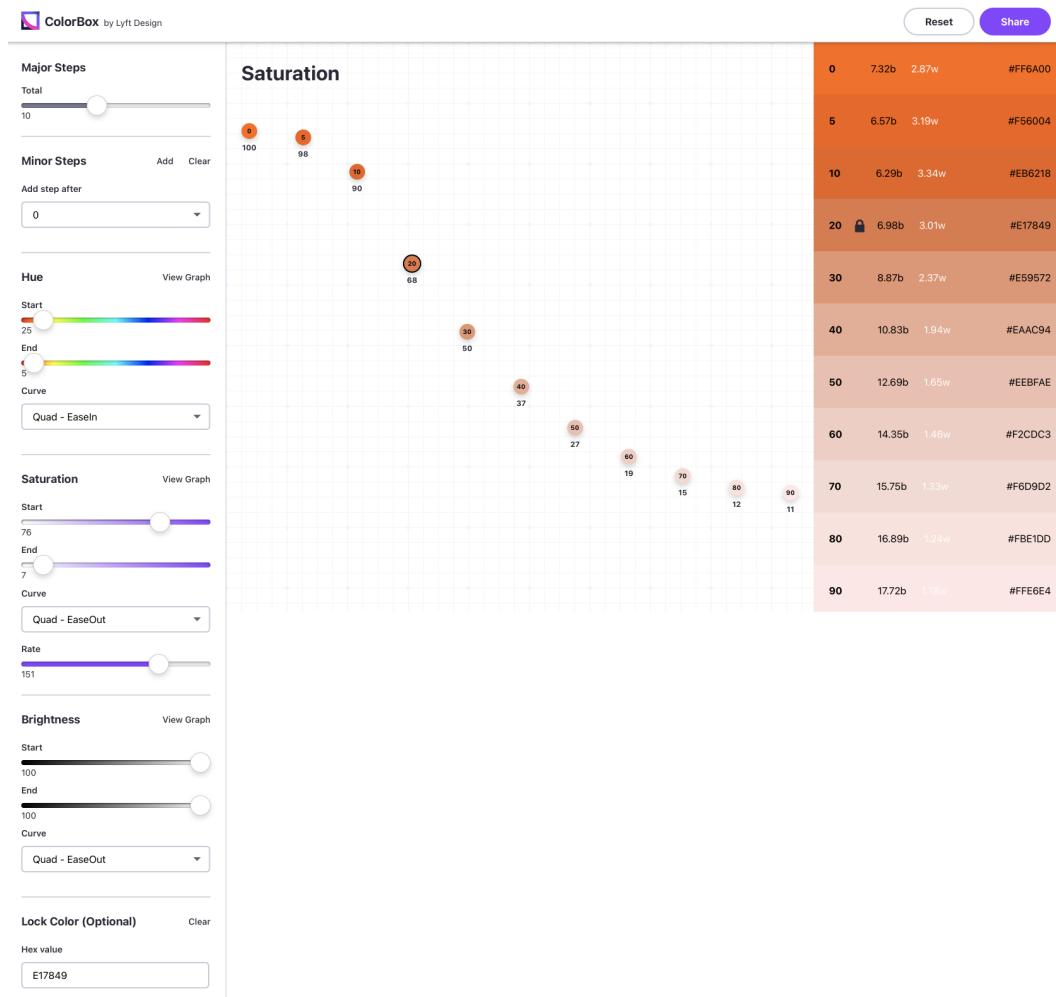 ColorBox by Lyft Design
Reset
Share
Major Steps
Total
10
Minor Steps Add Clear
Add step after
0
Hue View Graph
Start
25
End
5
Curve
Quad - EaseIn
Saturation View Graph
Start
76
End
7
Curve
Quad - EaseOut
Rate
151
Brightness View Graph
Start
100
End
100
Curve
Quad - EaseOut
Lock Color (Optional) Clear
Hex value
E17849
Saturation
0
100
5
98
10
90
20
68
30
50
40
37
50
27
60
19
70
15
80
12
90
11
0 7.32b 2.87w #FF6A00
5 6.57b 3.19w #F56004
10 6.29b 3.34w #EB6218
20 6.98b 3.01w #E17849
30 8.87b 2.37w #E59572
40 10.83b 1.94w #EAAC94
50 12.69b 1.65w #EEBFAE
60 14.35b 1.46w #F2CDC3
70 15.75b 1.33w #F6D9D2
80 16.89b 1.24w #FBE1DD
90 17.72b #FFE6E4